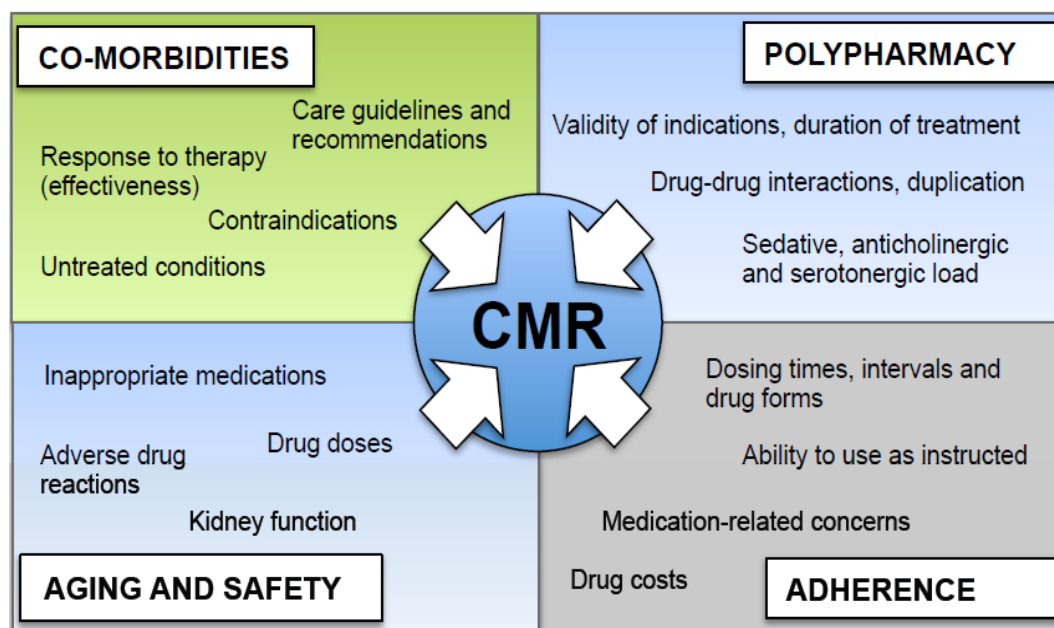 CO-MORBIDITIES
Care guidelines and
recommendations
Response to therapy
(effectiveness)
Contraindications
Untreated conditions
POLYPHARMACY
Validity of indications, duration of treatment
Drug-drug interactions, duplication
Sedative, anticholinergic
and serotonergic load
CMR
Inappropriate medications
Drug doses
Adverse drug
reactions
Kidney function
AGING AND SAFETY
Dosing times, intervals and
drug forms
Ability to use as instructed
Medication-related concerns
Drug costs
ADHERENCE